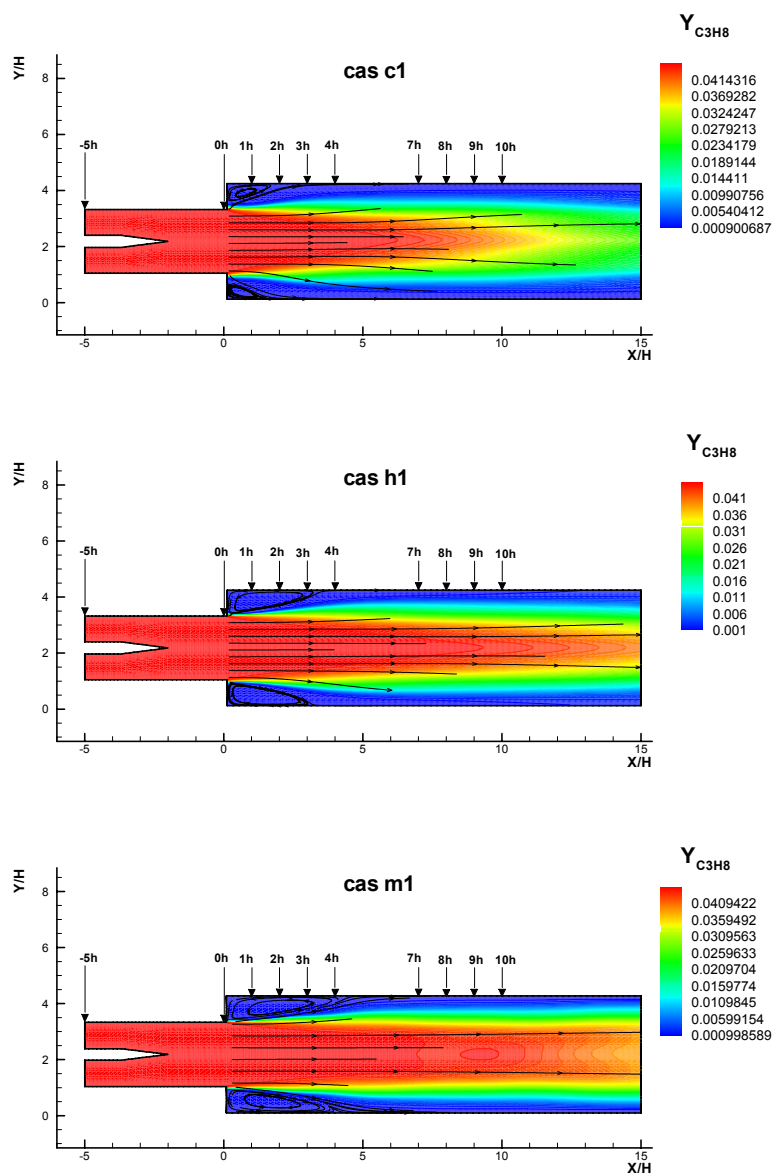 Y C3H8
cas c1
Y/H
8
6
4
2
0
-5h
0h
1h
2h
3h
4h
7h
8h
9h
10h
0.0414316
0.0369282
0.0324247
0.0279213
0.0234179
0.0189144
0.014411
0.00990756
0.00540412
0.000900687
-5
0
5
10
15
X/H
Y C3H8
cas h1
Y/H
8
6
4
2
0
-5h
0h
1h
2h
3h
4h
7h
8h
9h
10h
0.041
0.036
0.031
0.026
0.021
0.016
0.011
0.006
0.001
-5
0
5
10
15
X/H
Y C3H8
cas m1
Y/H
8
6
4
2
0
-5h
0h
1h
2h
3h
4h
7h
8h
9h
10h
0.0409422
0.0359492
0.0309563
0.0259633
0.0209704
0.0159774
0.0109845
0.00599154
0.000998589
-5
0
5
10
15
X/H